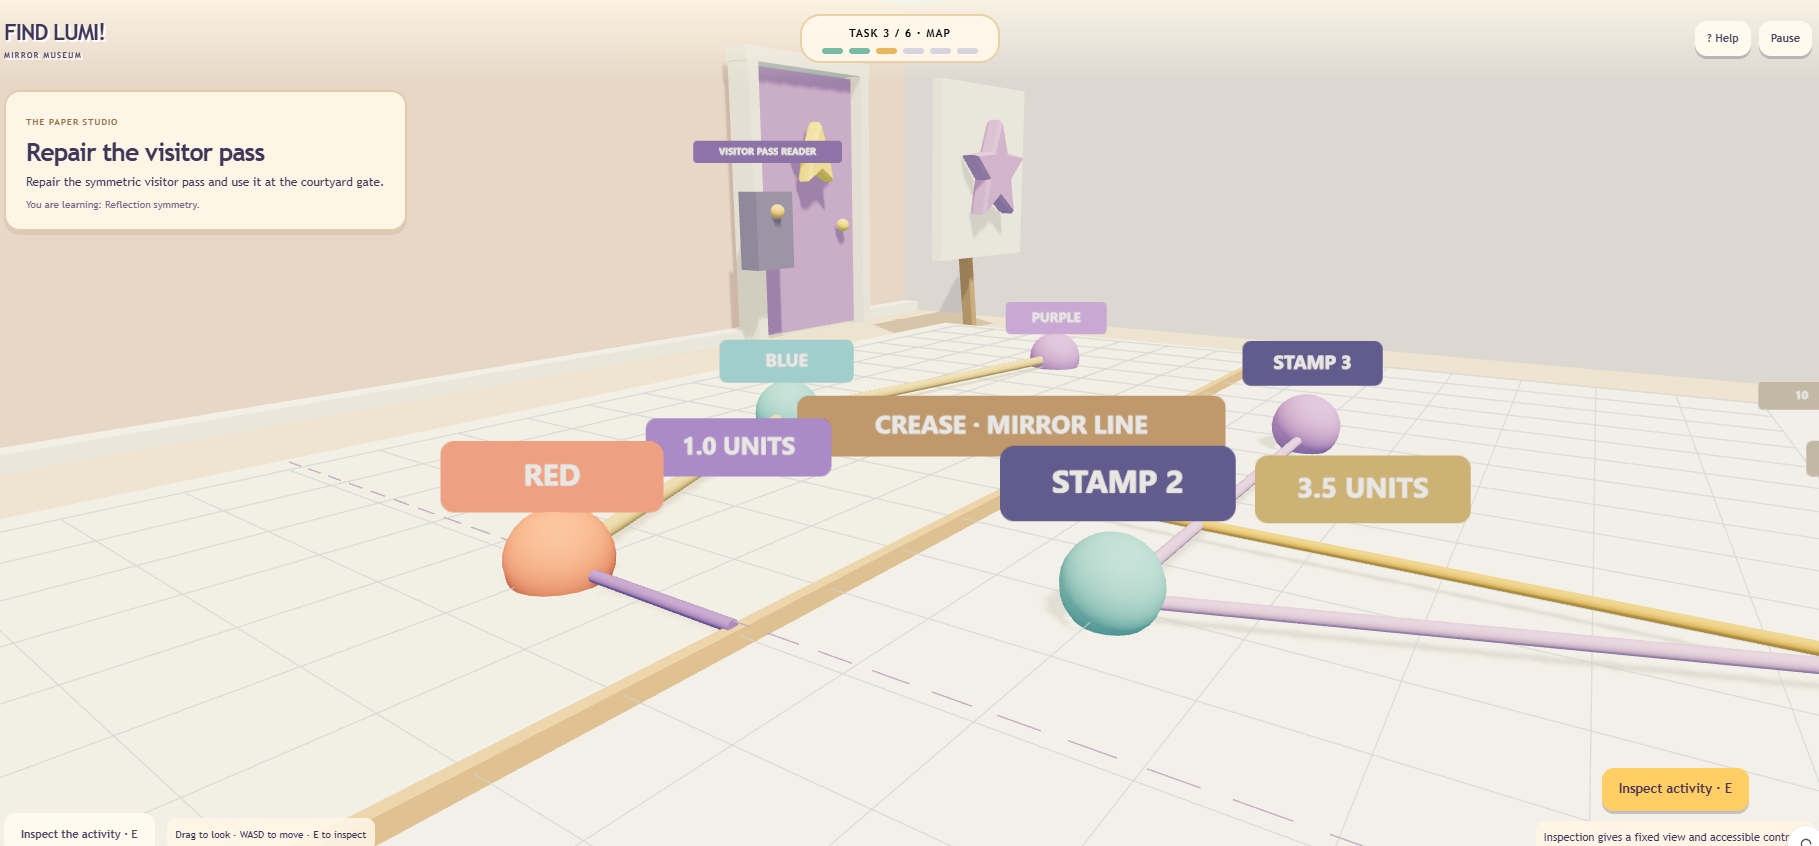 FIND LUMI!
MIRROR MUSEUM
TASK 3 / 6 · MAP
? Help
Pause
THE PAPER STUDIO
Repair the visitor pass
Repair the symmetric visitor pass and use it at the courtyard gate.
You are learning: Reflection symmetry.
VISITOR PASS READER
PURPLE
BLUE
STAMP 3
10
CREASE · MIRROR LINE
1.0 UNITS
RED
STAMP 2
3.5 UNITS
Inspect activity · E
Inspect the activity · E
Drag to look · WASD to move · E to inspect
Inspection gives a fixed view and accessible contr